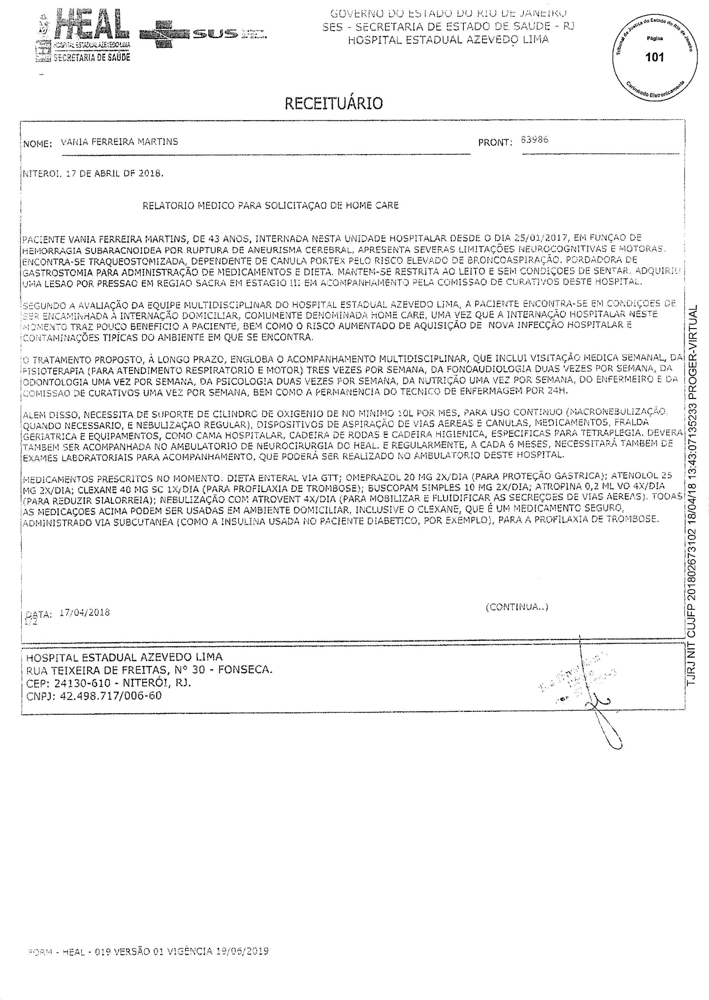 HEAL
HOSPITAL ESTADUAL AZEVEDO LIMA
SECRETARIA DE SAÚDE
SUS
GOVERNO DO ESTADO DO RIO DE JANEIRO
SES - SECRETARIA DE ESTADO DE SAUDE - RJ
HOSPITAL ESTADUAL AZEVEDO LIMA
Tribunal de Justiça do Estado do Rio de Janeiro
Página
101
Carimbado Eletronicamente
RECEITUÁRIO
NOME: VANIA FERREIRA MARTINS PRONT: 83986
NITEROI, 17 DE ABRIL DE 2018.
RELATORIO MEDICO PARA SOLICITAÇAO DE HOME CARE
PACIENTE VANIA FERREIRA MARTINS, DE 43 ANOS, INTERNADA NESTA UNIDADE HOSPITALAR DESDE O DIA 25/01/2017, EM FUNÇAO DE
HEMORRAGIA SUBARACNOIDEA POR RUPTURA DE ANEURISMA CEREBRAL, APRESENTA SEVERAS LIMITAÇÕES NEUROCOGNITIVAS E MOTORAS.
ENCONTRA-SE TRAQUEOSTOMIZADA, DEPENDENTE DE CANULA PORTEX PELO RISCO ELEVADO DE BRONCOASPIRAÇÃO. PORDADORA DE
GASTROSTOMIA PARA ADMINISTRAÇÃO DE MEDICAMENTOS E DIETA. MANTEM-SE RESTRITA AO LEITO E SEM CONDIÇOES DE SENTAR. ADQUIRIU
UMA LESAO POR PRESSAO EM REGIAO SACRA EM ESTAGIO III EM ACOMPANHAMENTO PELA COMISSAO DE CURATIVOS DESTE HOSPITAL.
SEGUNDO A AVALIAÇÃO DA EQUIPE MULTIDISCIPLINAR DO HOSPITAL ESTADUAL AZEVEDO LIMA, A PACIENTE ENCONTRA-SE EM CONDIÇOES DE
SER ENCAMINHADA À INTERNAÇÃO DOMICILIAR, COMUMENTE DENOMINADA HOME CARE, UMA VEZ QUE A INTERNAÇÃO HOSPITALAR NESTE
MOMENTO TRAZ POUCO BENEFICIO A PACIENTE, BEM COMO O RISCO AUMENTADO DE AQUISIÇÃO DE NOVA INFECÇÃO HOSPITALAR E
CONTAMINAÇÕES TIPÍCAS DO AMBIENTE EM QUE SE ENCONTRA.
O TRATAMENTO PROPOSTO, À LONGO PRAZO, ENGLOBA O ACOMPANHAMENTO MULTIDISCIPLINAR, QUE INCLUI VISITAÇÃO MEDICA SEMANAL, DA
FISIOTERAPIA (PARA ATENDIMENTO RESPIRATORIO E MOTOR) TRES VEZES POR SEMANA, DA FONOAUDIOLOGIA DUAS VEZES POR SEMANA, DA
ODONTOLOGIA UMA VEZ POR SEMANA, DA PSICOLOGIA DUAS VEZES POR SEMANA, DA NUTRIÇÃO UMA VEZ POR SEMANA, DO ENFERMEIRO E DA
COMISSAO DE CURATIVOS UMA VEZ POR SEMANA, BEM COMO A PERMANENCIA DO TECNICO DE ENFERMAGEM POR 24H.
ALEM DISSO, NECESSITA DE SUPORTE DE CILINDRO DE OXIGENIO DE NO MINIMO 10L POR MES, PARA USO CONTINUO (MACRONEBULIZAÇÃO,
QUANDO NECESSARIO, E NEBULIZAÇAO REGULAR), DISPOSITIVOS DE ASPIRAÇÃO DE VIAS AEREAS E CANULAS, MEDICAMENTOS, FRALDA
GERIATRICA E EQUIPAMENTOS, COMO CAMA HOSPITALAR, CADEIRA DE RODAS E CADEIRA HIGIENICA, ESPECIFICAS PARA TETRAPLEGIA. DEVERA
TAMBEM SER ACOMPANHADA NO AMBULATORIO DE NEUROCIRURGIA DO HEAL. E REGULARMENTE, A CADA 6 MESES, NECESSITARÁ TAMBEM DE
EXAMES LABORATORIAIS PARA ACOMPANHAMENTO, QUE PODERÁ SER REALIZADO NO AMBULATORIO DESTE HOSPITAL.
MEDICAMENTOS PRESCRITOS NO MOMENTO: DIETA ENTERAL VIA GTT; OMEPRAZOL 20 MG 2X/DIA (PARA PROTEÇÃO GASTRICA); ATENOLOL 25
MG 2X/DIA; CLEXANE 40 MG SC 1X/DIA (PARA PROFILAXIA DE TROMBOSE); BUSCOPAM SIMPLES 10 MG 2X/DIA; ATROPINA 0,2 ML VO 4X/DIA
(PARA REDUZIR SIALORREIA); NEBULIZAÇÃO COM ATROVENT 4X/DIA (PARA MOBILIZAR E FLUIDIFICAR AS SECREÇOES DE VIAS AEREAS). TODAS
AS MEDICAÇOES ACIMA PODEM SER USADAS EM AMBIENTE DOMICILIAR, INCLUSIVE O CLEXANE, QUE É UM MEDICAMENTO SEGURO,
ADMINISTRADO VIA SUBCUTANEA (COMO A INSULINA USADA NO PACIENTE DIABETICO, POR EXEMPLO), PARA A PROFILAXIA DE TROMBOSE.
(CONTINUA..)
DATA: 17/04/2018
1/2
HOSPITAL ESTADUAL AZEVEDO LIMA
RUA TEIXEIRA DE FREITAS, Nº 30 - FONSECA.
CEP: 24130-610 - NITERÓI, RJ.
CNPJ: 42.498.717/006-60
TJRJ NIT CUJFP 201802673102 18/04/18 13:43:07135233 PROGER-VIRTUAL
FORM - HEAL - 019 VERSÃO 01 VIGÊNCIA 19/06/2019